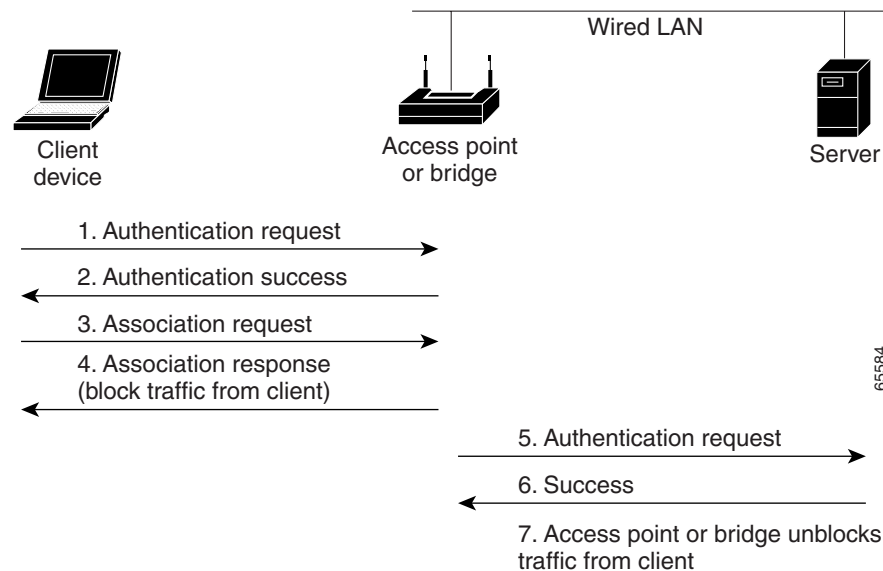 Wired LAN
Client
device
Access point
or bridge
Server
1. Authentication request
2. Authentication success
3. Association request
4. Association response
(block traffic from client)
65584
5. Authentication request
6. Success
7. Access point or bridge unblocks
traffic from client